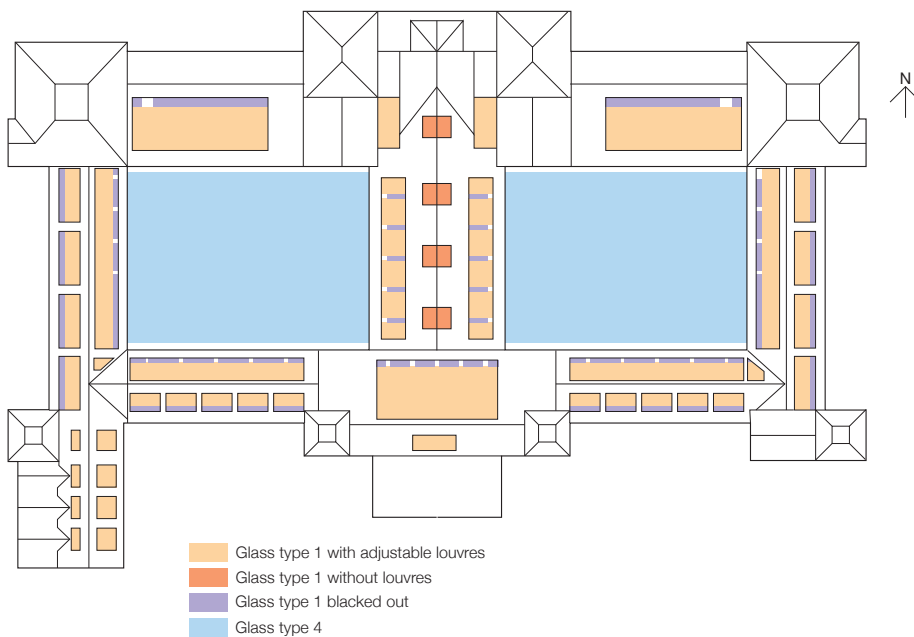 N
Glass type 1 with adjustable louvres
Glass type 1 without louvres
Glass type 1 blacked out
Glass type 4